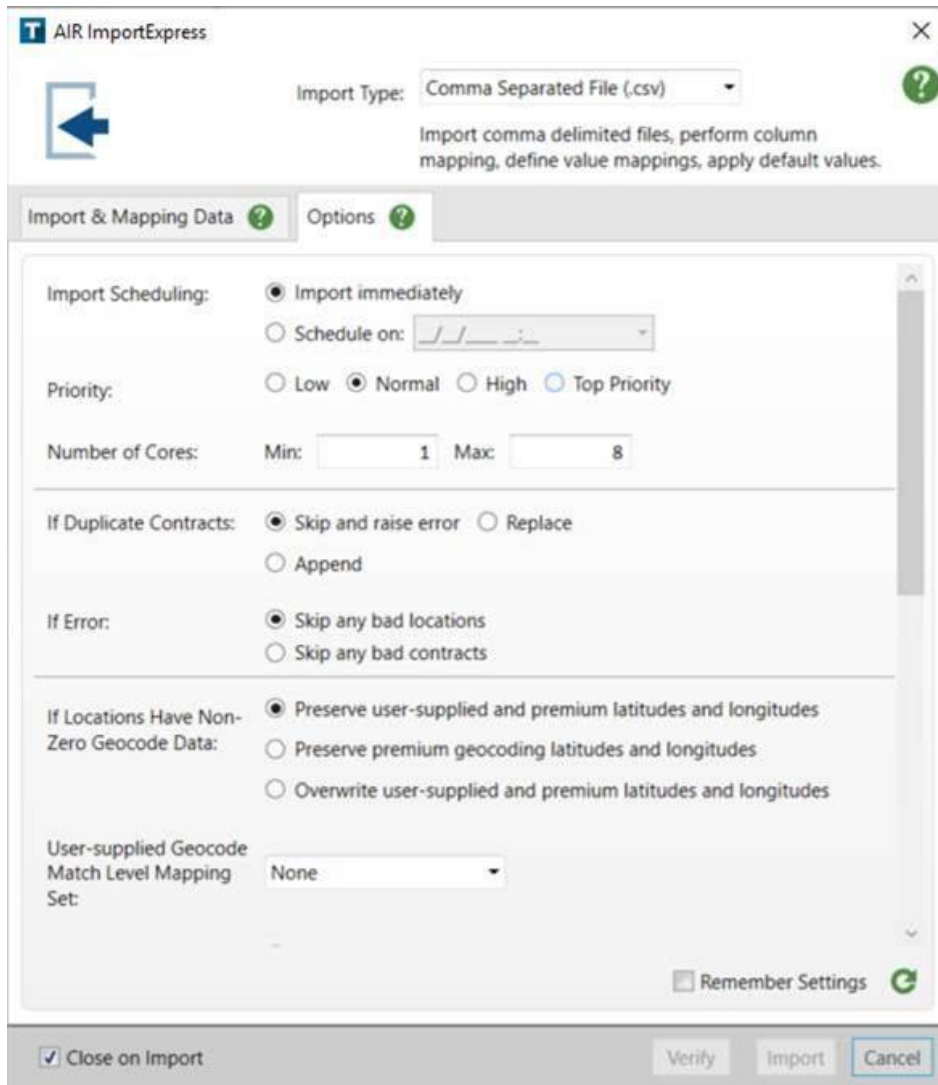 T AIR ImportExpress
Import Type: Comma Separated File (.csv)
Import comma delimited files, perform column
mapping, define value mappings, apply default values.
Import & Mapping Data ? Options ?
Import Scheduling: Import immediately
Schedule on: _/_/___ __:_
Priority: Low Normal High Top Priority
Number of Cores: Min: 1 Max: 8
If Duplicate Contracts: Skip and raise error Replace
Append
If Error: Skip any bad locations
Skip any bad contracts
If Locations Have Non- Preserve user-supplied and premium latitudes and longitudes
Zero Geocode Data:
Preserve premium geocoding latitudes and longitudes
Overwrite user-supplied and premium latitudes and longitudes
User-supplied Geocode
Match Level Mapping None
Set:
Remember Settings
Close on Import Verify Import Cancel